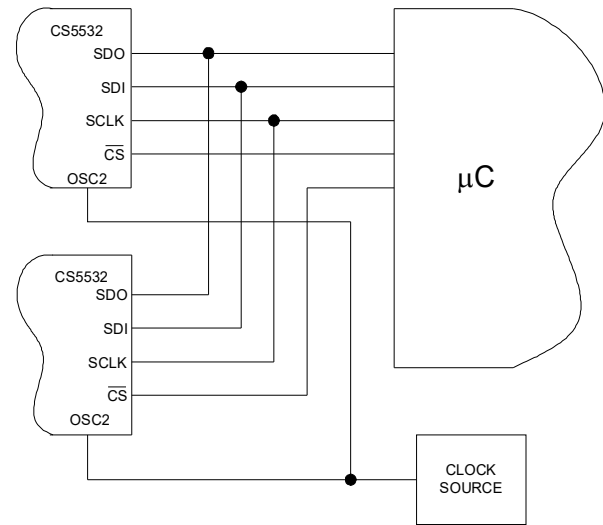 CS5532
SDO
SDI
SCLK
CS
OSC2
μC
CS5532
SDO
SDI
SCLK
CS
OSC2
CLOCK
SOURCE